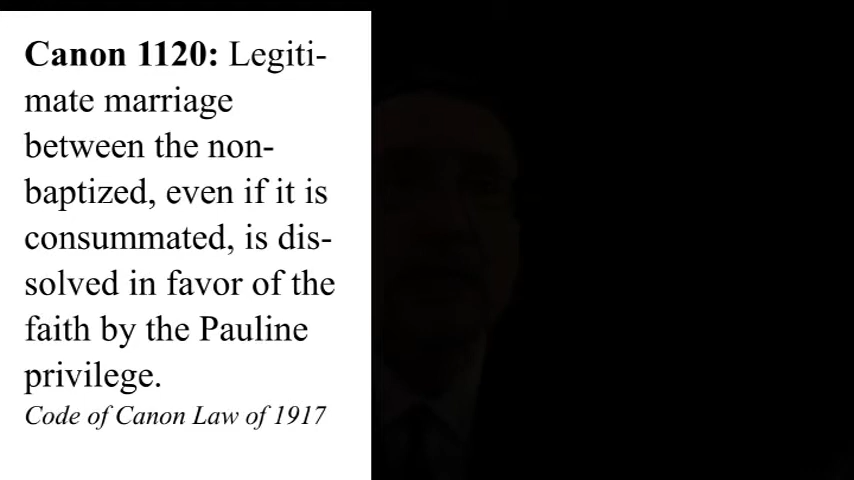 Canon 1120: Legiti-
mate marriage
between the non-
baptized, even if it is
consummated, is dis-
solved in favor of the
faith by the Pauline
privilege.
Code of Canon Law of 1917